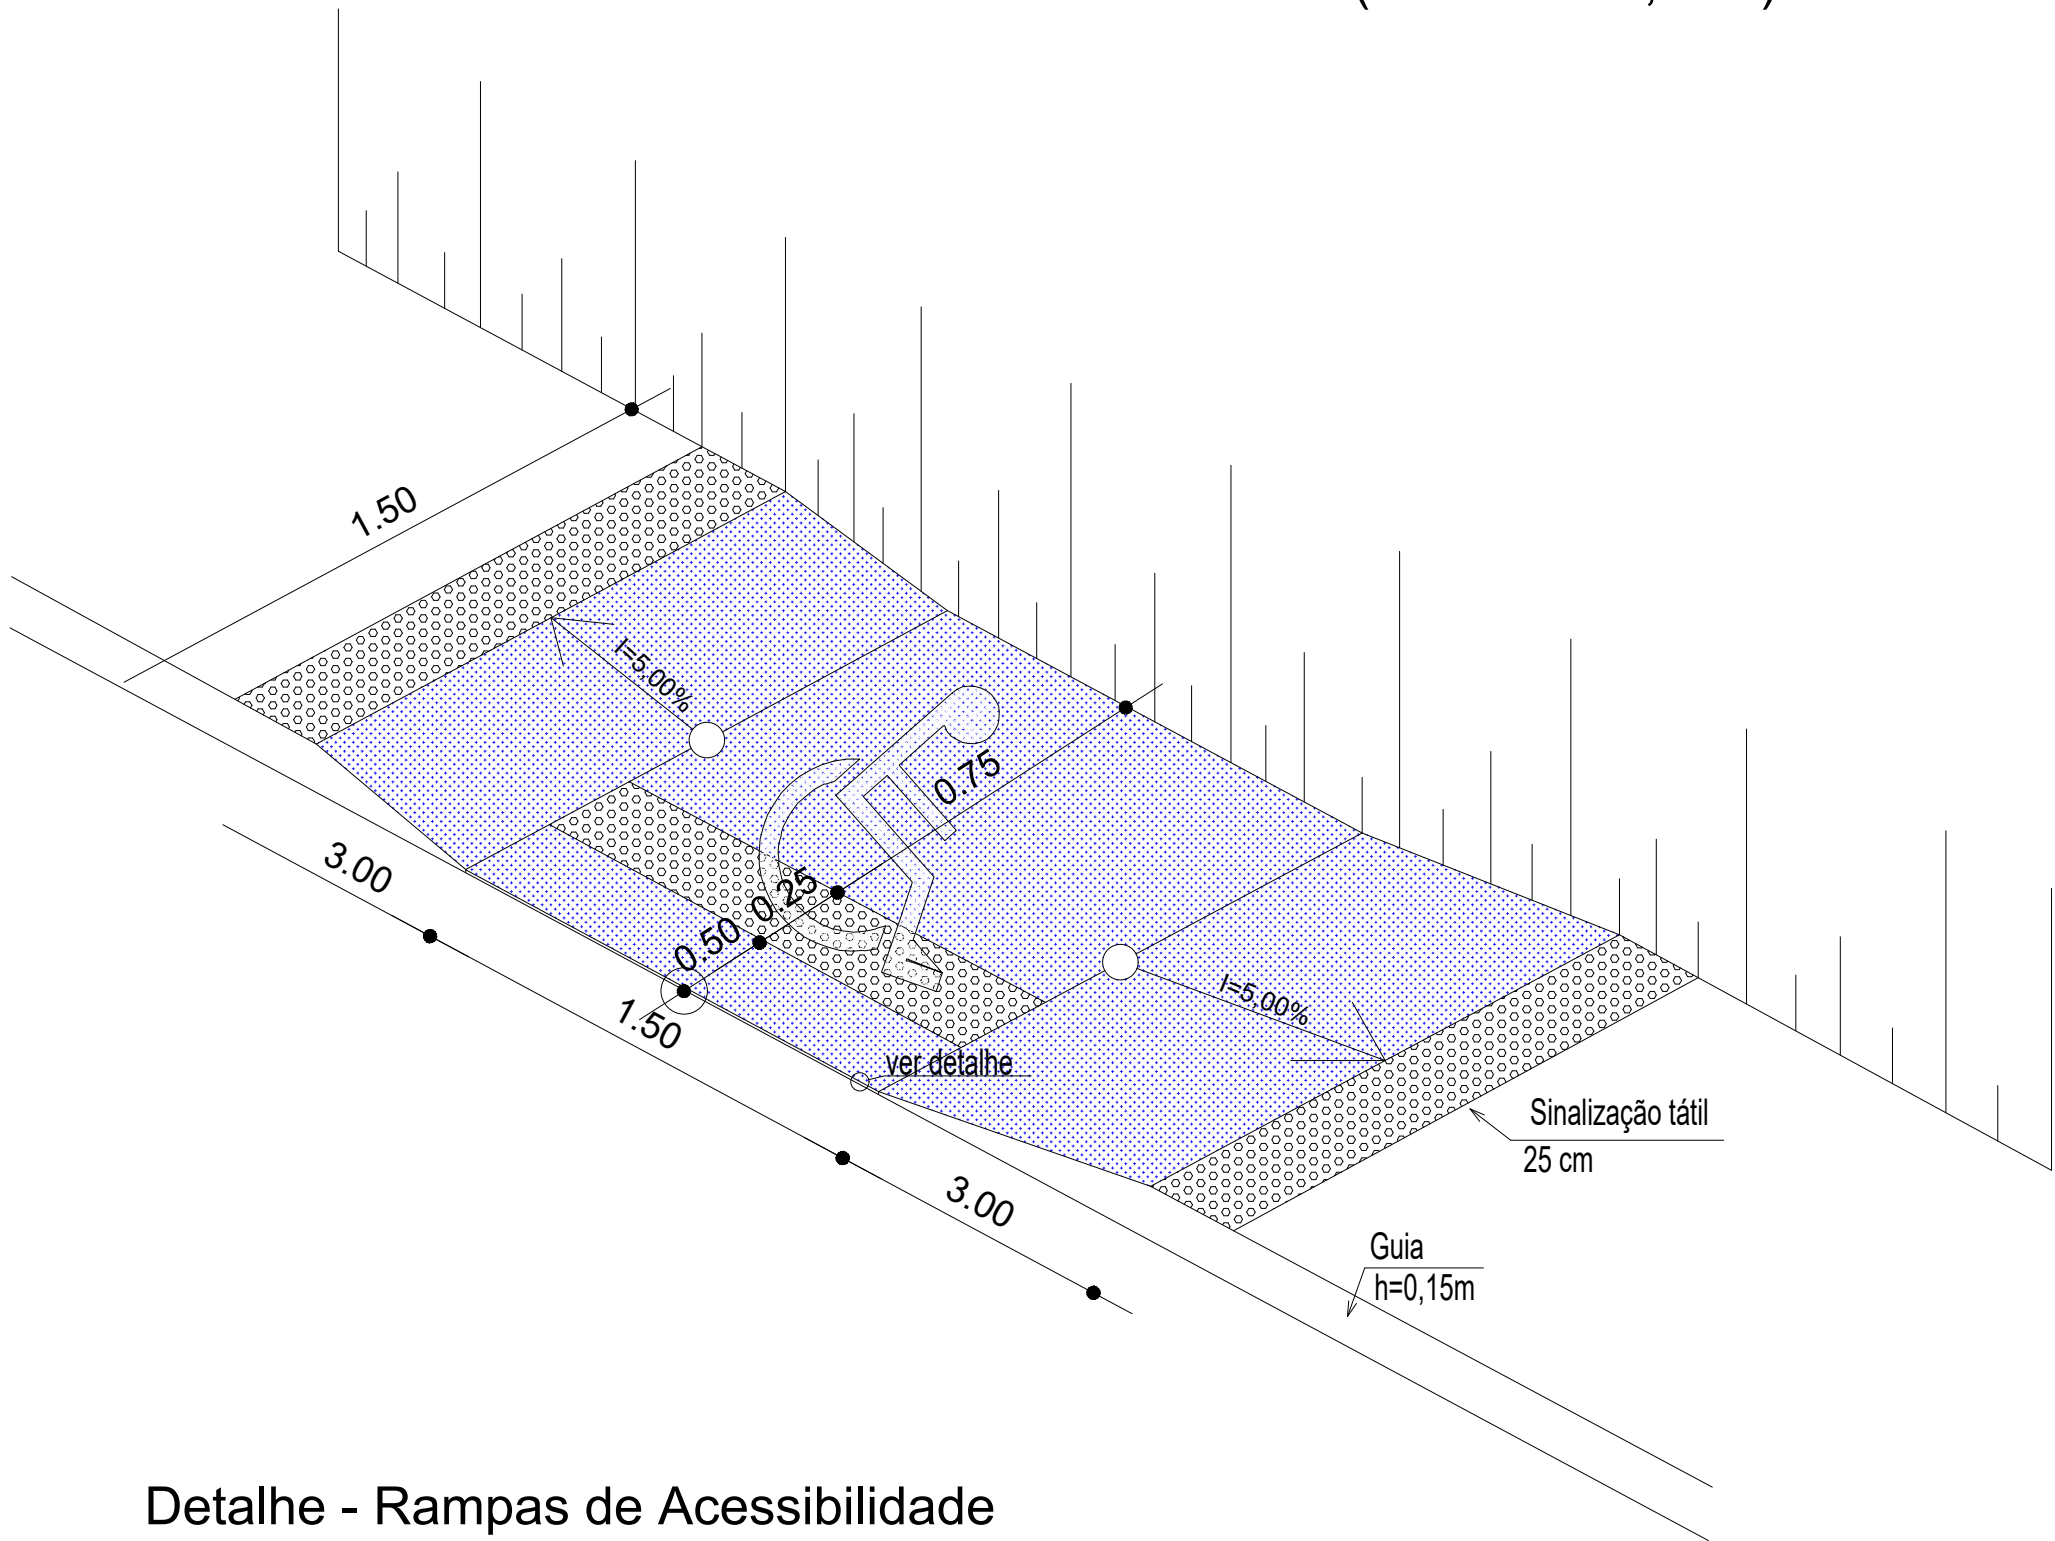 1.50
I=5,00%
0.75
0.25
0.50
3.00
1.50
I=5,00%
ver detalhe
Sinalização tátil
25 cm
3.00
Guia
h=0,15m
Detalhe - Rampas de Acessibilidade